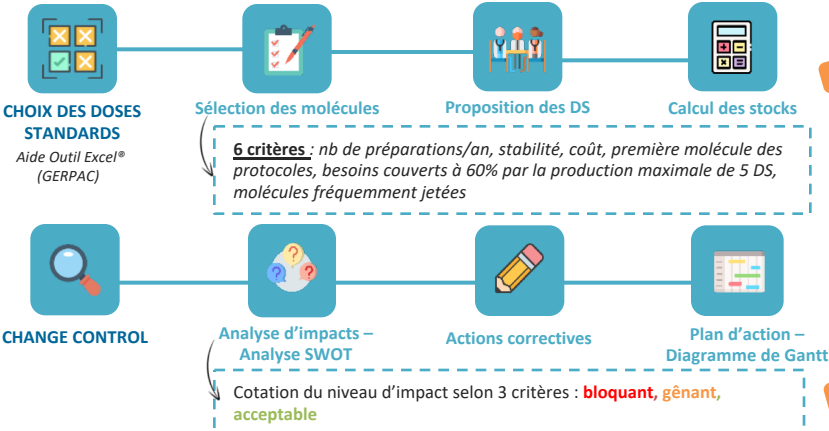 CHOIX DES DOSES
STANDARDS
Aide Outil Excel®
(GERPAC)
Sélection des molécules
Proposition des DS
Calcul des stocks
6 critères : nb de préparations/an, stabilité, coût, première molécule des
protocoles, besoins couverts à 60% par la production maximale de 5 DS,
molécules fréquemment jetées
CHANGE CONTROL
Analyse d’impacts –
Analyse SWOT
Actions correctives
Plan d’action –
Diagramme de Gantt
Cotation du niveau d’impact selon 3 critères : bloquant, gênant,
acceptable